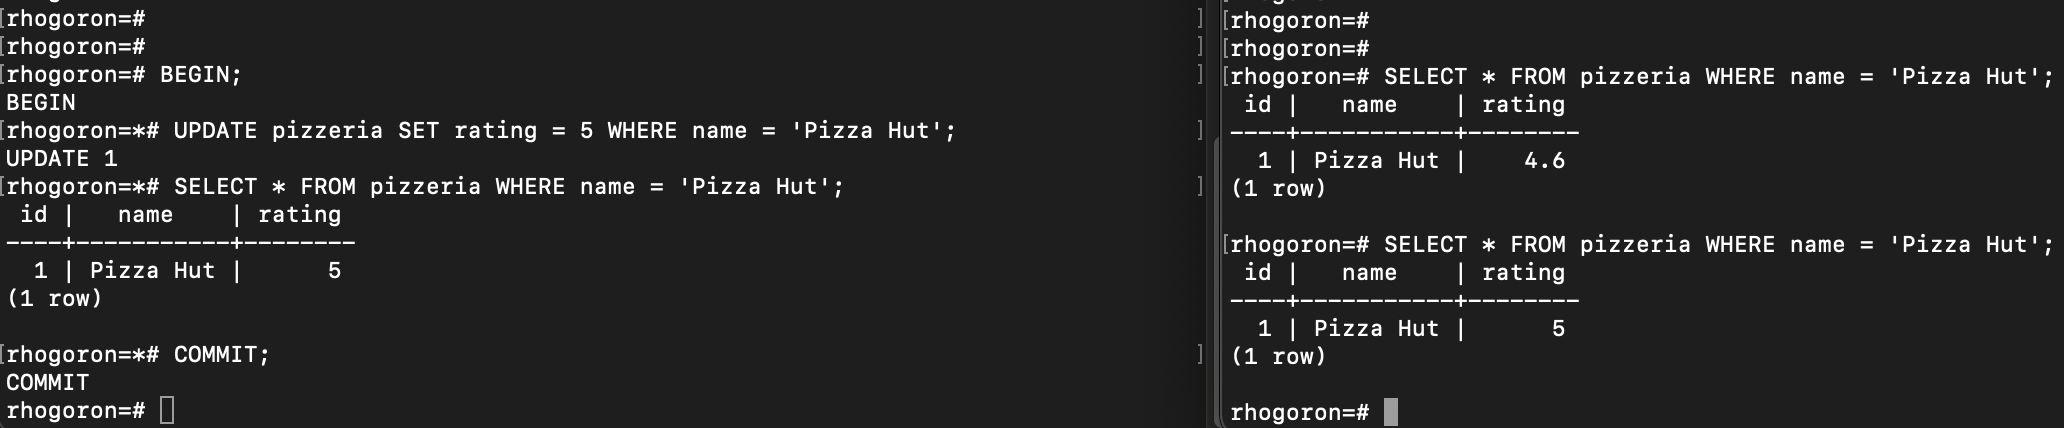 [rhogoron=# ]
[rhogoron=# ]
[rhogoron=# BEGIN; ]
BEGIN
[rhogoron=*# UPDATE pizzeria SET rating = 5 WHERE name = 'Pizza Hut'; ]
UPDATE 1
[rhogoron=*# SELECT * FROM pizzeria WHERE name = 'Pizza Hut'; ]
 id |   name    | rating
----+-----------+--------
  1 | Pizza Hut |      5
(1 row)
[rhogoron=*# COMMIT; ]
COMMIT
rhogoron=#
[rhogoron=#
[rhogoron=#
[rhogoron=# SELECT * FROM pizzeria WHERE name = 'Pizza Hut';
 id |   name    | rating
----+-----------+--------
  1 | Pizza Hut |    4.6
(1 row)
[rhogoron=# SELECT * FROM pizzeria WHERE name = 'Pizza Hut';
 id |   name    | rating
----+-----------+--------
  1 | Pizza Hut |      5
(1 row)
rhogoron=#